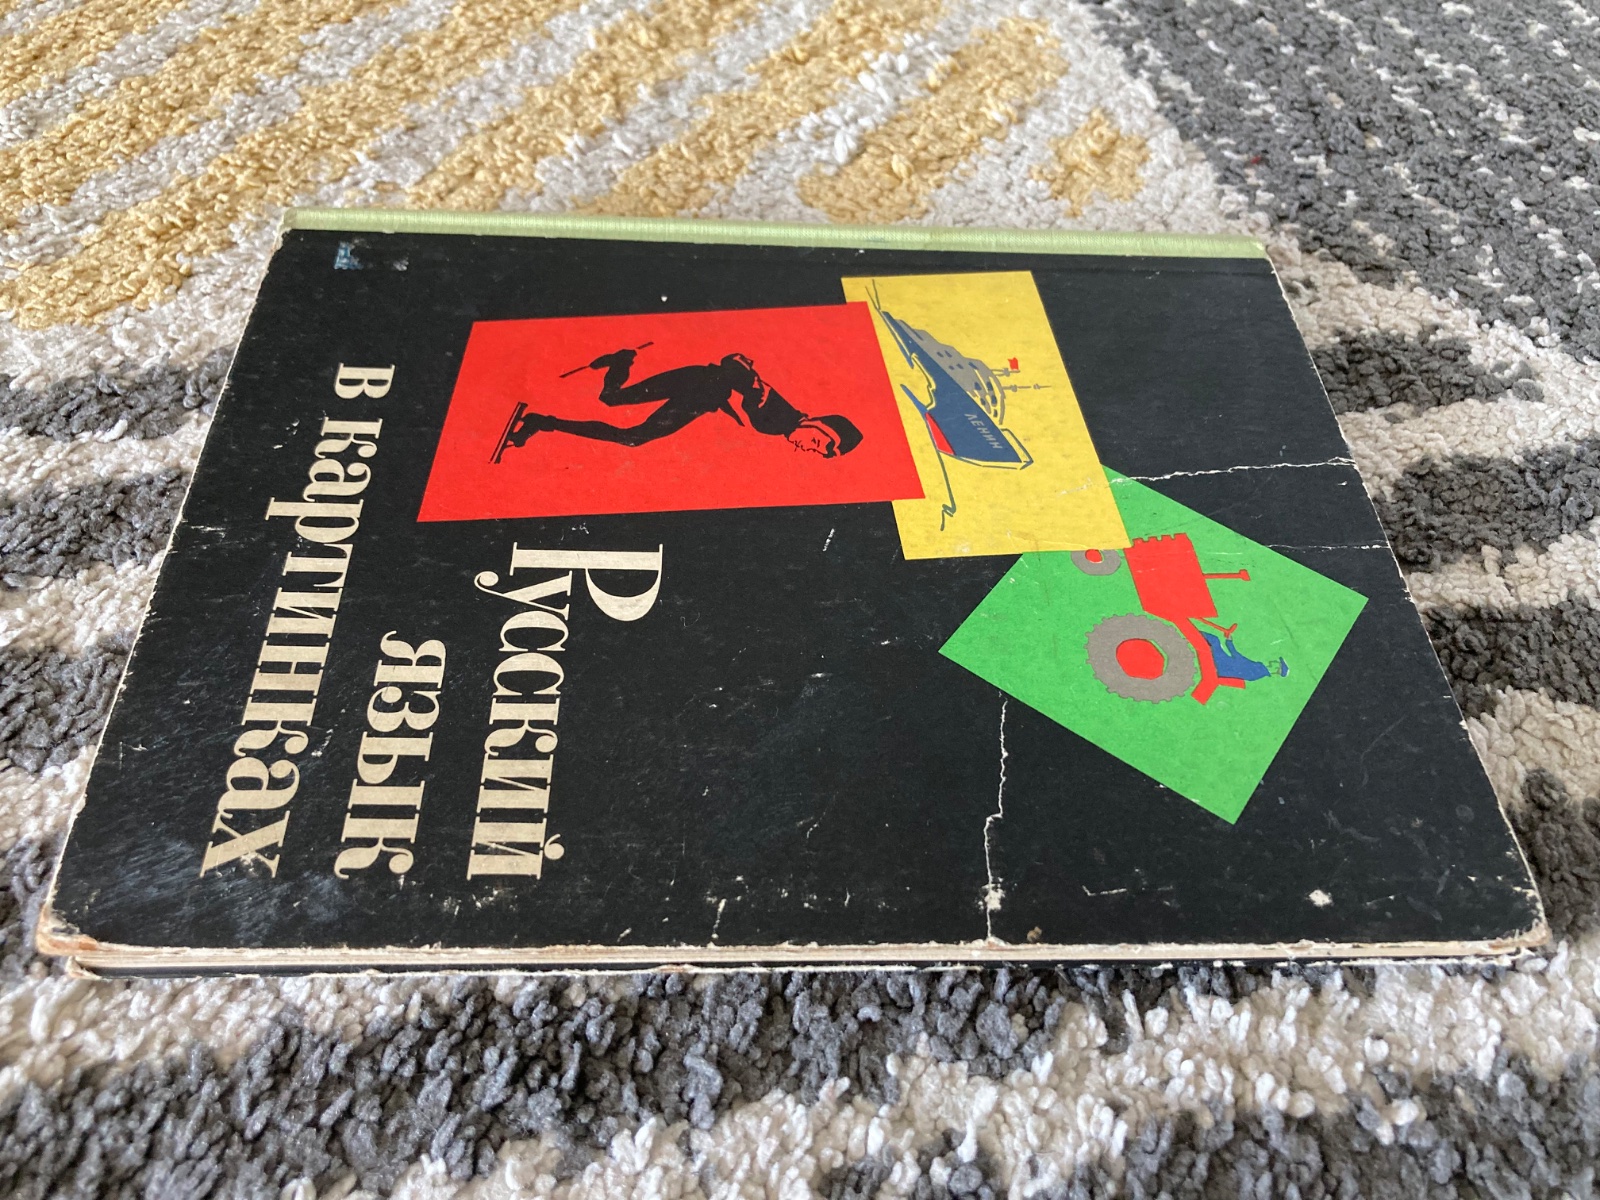 Русский
язык
в картинках
ЛЕНИН